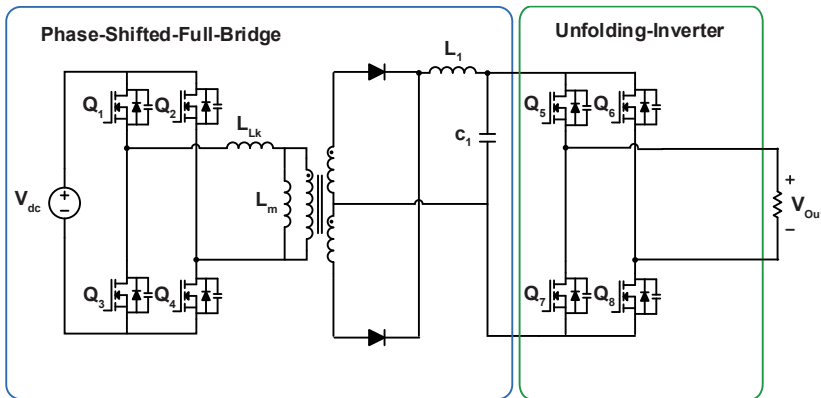 Phase-Shifted-Full-Bridge
Unfolding-Inverter
L1
Q1
Q2
Q5
Q6
LLk
C1
Vdc
+
−
Lm
+
VOu
−
Q3
Q4
Q7
Q8